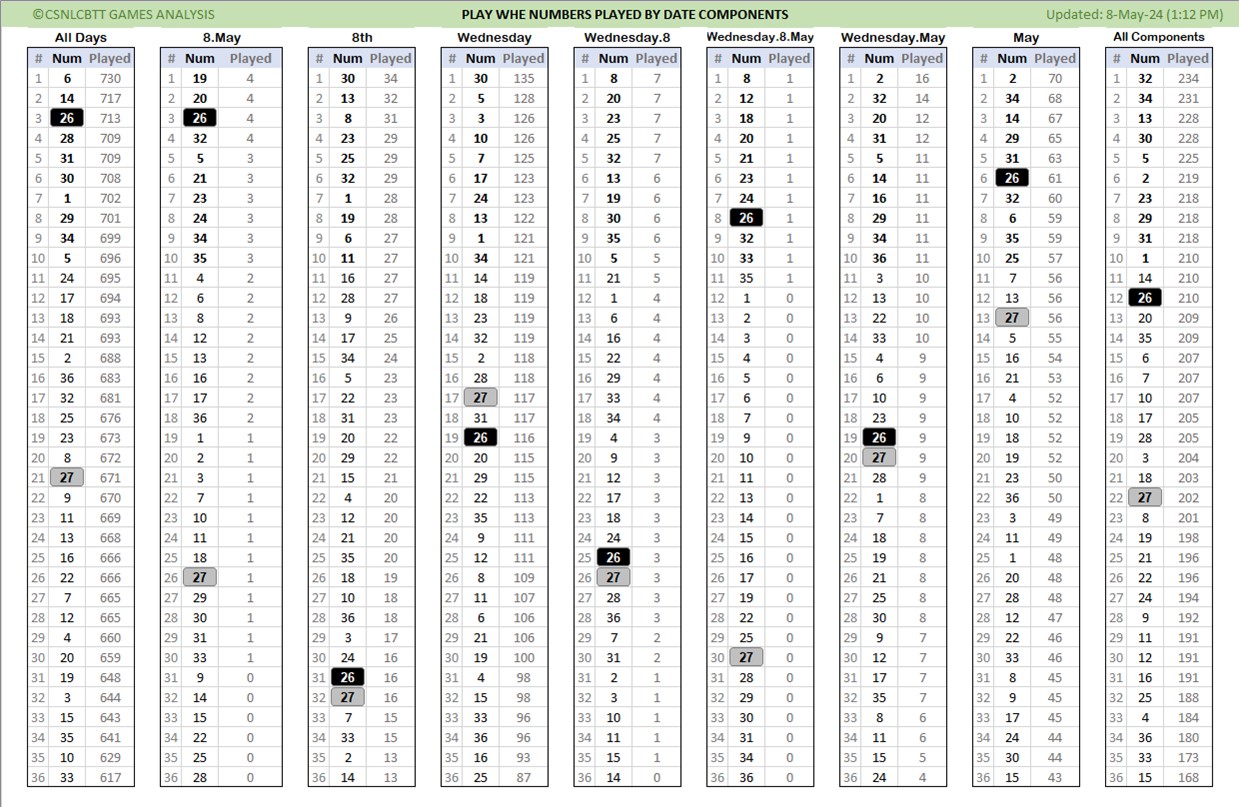 ©CSNLCBTT GAMES ANALYSIS PLAY WHE NUMBERS PLAYED BY DATE COMPONENTS Updated: 8-May-24 (1:12 PM)
All Days 8.May 8th Wednesday Wednesday.8 Wednesday.8.May Wednesday.May May All Components
# Num Played # Num Played # Num Played # Num Played # Num Played # Num Played # Num Played # Num Played # Num Played
1 6 730 1 19 4 1 30 34 1 30 135 1 8 7 1 8 1 1 2 16 1 2 70 1 32 234
2 14 717 2 20 4 2 13 32 2 5 128 2 20 7 2 12 1 2 32 14 2 34 68 2 34 231
3 26 713 3 26 4 3 8 31 3 3 126 3 23 7 3 18 1 3 20 12 3 14 67 3 13 228
4 28 709 4 32 4 4 23 29 4 10 126 4 25 7 4 20 1 4 31 12 4 29 65 4 30 228
5 31 709 5 5 3 5 25 29 5 7 125 5 32 7 5 21 1 5 5 11 5 31 63 5 5 225
6 30 708 6 21 3 6 32 29 6 17 123 6 13 6 6 23 1 6 14 11 6 26 61 6 2 219
7 1 702 7 23 3 7 1 28 7 24 123 7 19 6 7 24 1 7 16 11 7 32 60 7 23 218
8 29 701 8 24 3 8 19 28 8 13 122 8 30 6 8 26 1 8 29 11 8 6 59 8 29 218
9 34 699 9 34 3 9 6 27 9 1 121 9 35 6 9 32 1 9 34 11 9 35 59 9 31 218
10 5 696 10 35 3 10 11 27 10 34 121 10 5 5 10 33 1 10 36 11 10 25 57 10 1 210
11 24 695 11 4 2 11 16 27 11 14 119 11 21 5 11 35 1 11 3 10 11 7 56 11 14 210
12 17 694 12 6 2 12 28 27 12 18 119 12 1 4 12 1 0 12 13 10 12 13 56 12 26 210
13 18 693 13 8 2 13 9 26 13 23 119 13 6 4 13 2 0 13 22 10 13 27 56 13 20 209
14 21 693 14 12 2 14 17 25 14 32 119 14 16 4 14 3 0 14 33 10 14 5 55 14 35 209
15 2 688 15 13 2 15 34 24 15 2 118 15 22 4 15 4 0 15 4 9 15 16 54 15 6 207
16 36 683 16 16 2 16 5 23 16 28 118 16 29 4 16 5 0 16 6 9 16 21 53 16 7 207
17 32 681 17 17 2 17 22 23 17 27 117 17 33 4 17 6 0 17 10 9 17 4 52 17 10 207
18 25 676 18 36 2 18 31 23 18 31 117 18 34 4 18 7 0 18 23 9 18 10 52 18 17 205
19 23 673 19 1 1 19 20 22 19 26 116 19 4 3 19 9 0 19 26 9 19 18 52 19 28 205
20 8 672 20 2 1 20 29 22 20 20 115 20 9 3 20 10 0 20 27 9 20 19 52 20 3 204
21 27 671 21 3 1 21 15 21 21 29 115 21 12 3 21 11 0 21 28 9 21 23 50 21 18 203
22 9 670 22 7 1 22 4 20 22 22 113 22 17 3 22 13 0 22 1 8 22 36 50 22 27 202
23 11 669 23 10 1 23 12 20 23 35 113 23 18 3 23 14 0 23 7 8 23 3 49 23 8 201
24 13 668 24 11 1 24 21 20 24 9 111 24 24 3 24 15 0 24 18 8 24 11 49 24 19 198
25 16 666 25 18 1 25 35 20 25 12 111 25 26 3 25 16 0 25 19 8 25 1 48 25 21 196
26 22 666 26 27 1 26 18 19 26 8 109 26 27 3 26 17 0 26 21 8 26 20 48 26 22 196
27 7 665 27 29 1 27 10 18 27 11 107 27 28 3 27 19 0 27 25 8 27 28 48 27 24 194
28 12 665 28 30 1 28 36 18 28 6 106 28 36 3 28 22 0 28 30 8 28 12 47 28 9 192
29 4 660 29 31 1 29 3 17 29 21 106 29 7 2 29 25 0 29 9 7 29 22 46 29 11 191
30 20 659 30 33 1 30 24 16 30 19 100 30 31 2 30 27 0 30 12 7 30 33 46 30 12 191
31 19 648 31 9 0 31 26 16 31 4 98 31 2 1 31 28 0 31 17 7 31 8 45 31 16 191
32 3 644 32 14 0 32 27 16 32 15 98 32 3 1 32 29 0 32 35 7 32 9 45 32 25 188
33 15 643 33 15 0 33 7 15 33 33 96 33 10 1 33 30 0 33 8 6 33 17 45 33 4 184
34 35 641 34 22 0 34 33 15 34 36 96 34 11 1 34 31 0 34 11 6 34 24 44 34 36 180
35 10 629 35 25 0 35 2 13 35 16 93 35 15 1 35 34 0 35 15 5 35 30 44 35 33 173
36 33 617 36 28 0 36 14 13 36 25 87 36 14 0 36 36 0 36 24 4 36 15 43 36 15 168